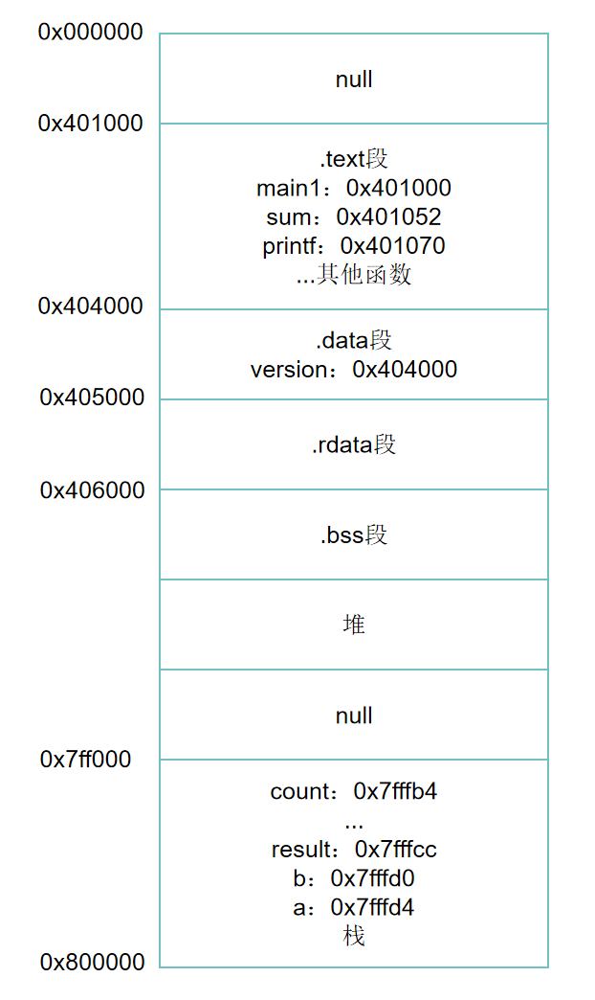 0x000000
null
0x401000
.text段
main1：0x401000
sum：0x401052
printf：0x401070
...其他函数
0x404000
.data段
version：0x404000
0x405000
.rdata段
0x406000
.bss段
堆
null
0x7ff000
count：0x7fffb4
...
result：0x7fffcc
b：0x7fffd0
a：0x7fffd4
栈
0x800000